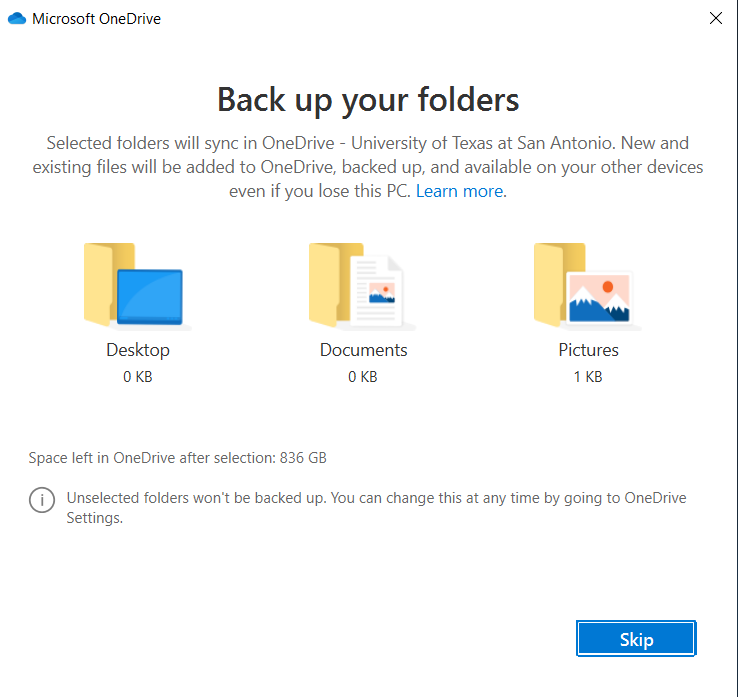 Microsoft OneDrive
Back up your folders
Selected folders will sync in OneDrive - University of Texas at San Antonio. New and
existing files will be added to OneDrive, backed up, and available on your other devices
even if you lose this PC. Learn more.
Desktop
Documents
Pictures
0 KB
0 KB
1 KB
Space left in OneDrive after selection: 836 GB
Unselected folders won't be backed up. You can change this at any time by going to OneDrive
Settings.
Skip